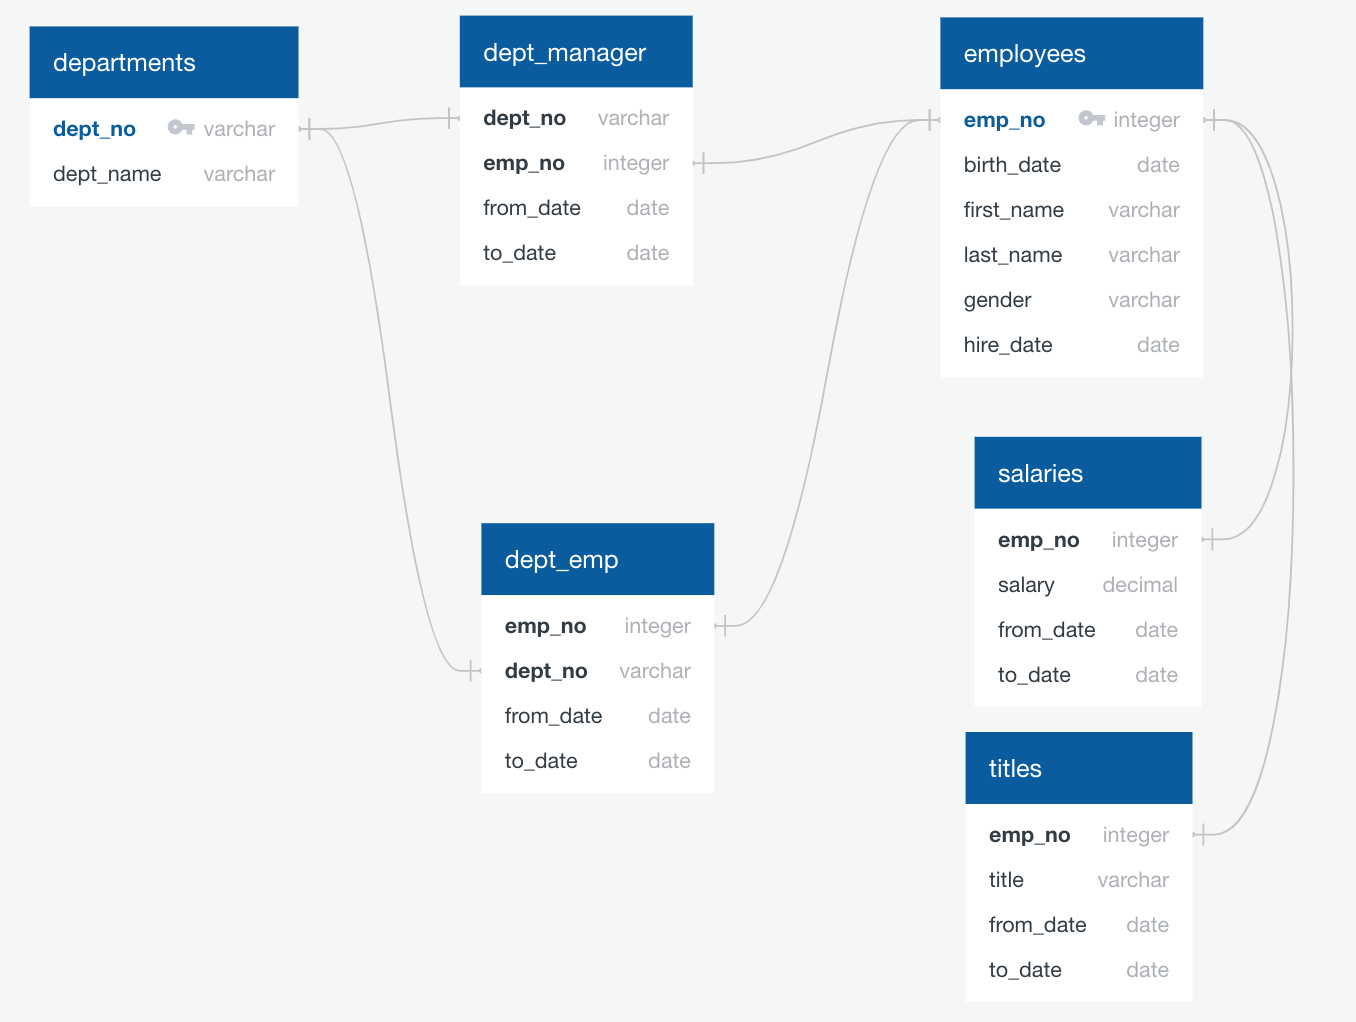 departments
dept_no varchar
dept_name varchar
dept_manager
dept_no varchar
emp_no integer
from_date date
to_date date
employees
emp_no integer
birth_date date
first_name varchar
last_name varchar
gender varchar
hire_date date
dept_emp
emp_no integer
dept_no varchar
from_date date
to_date date
salaries
emp_no integer
salary decimal
from_date date
to_date date
titles
emp_no integer
title varchar
from_date date
to_date date